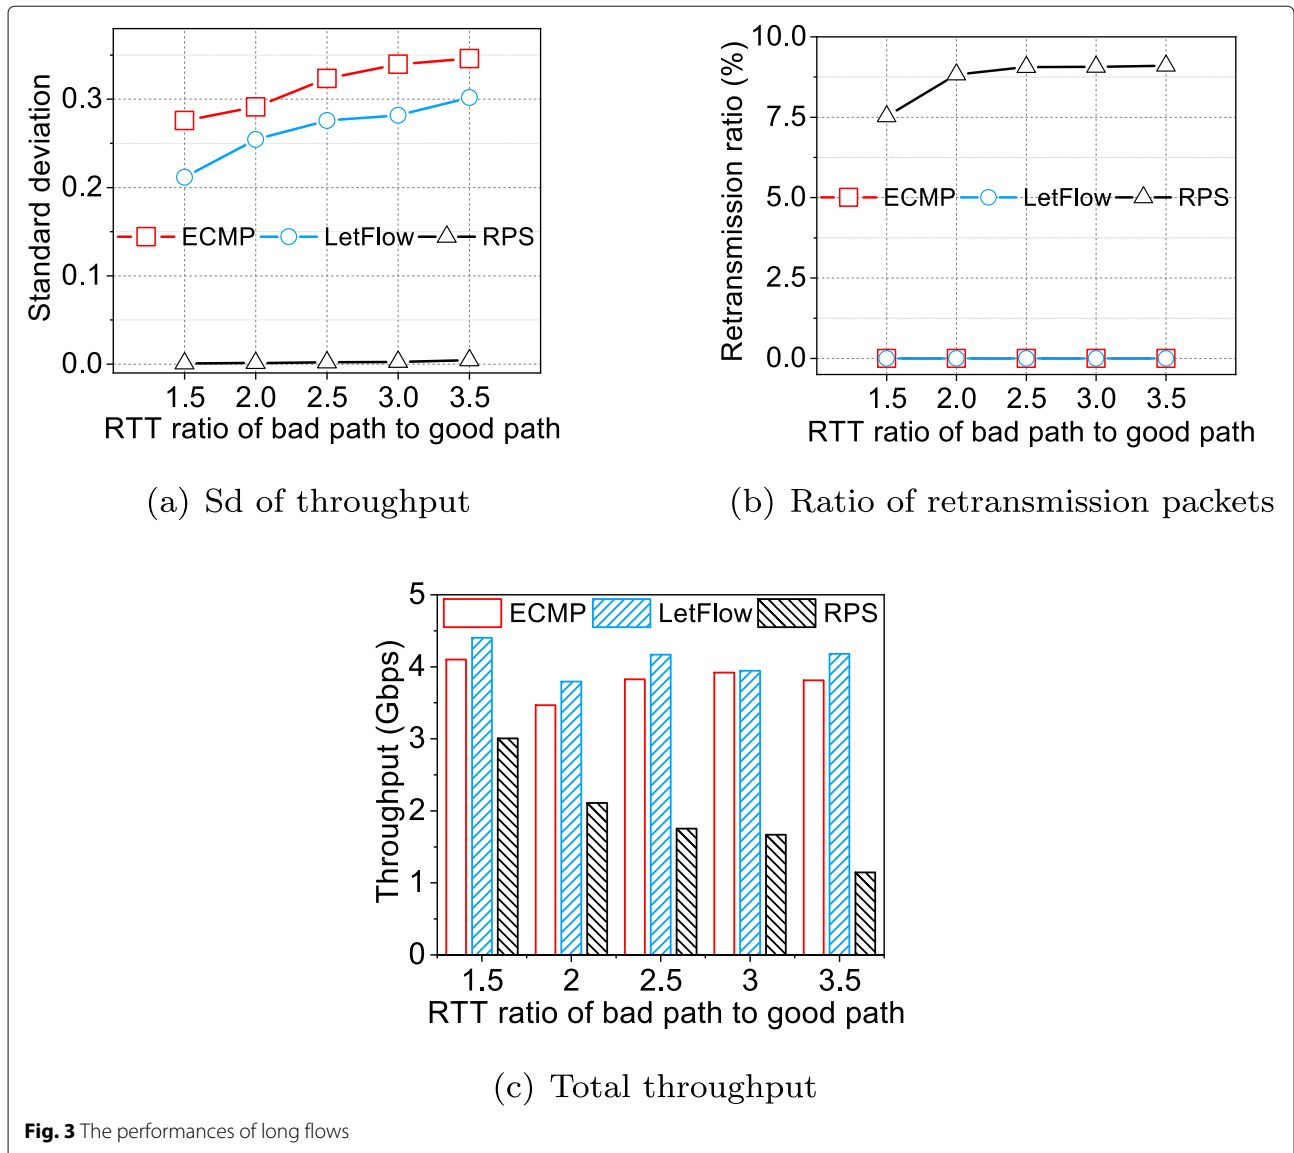 Standard deviation
0.3
0.2
0.1
0.0
ECMP LetFlow RPS
1.5 2.0 2.5 3.0 3.5
RTT ratio of bad path to good path
(a) Sd of throughput
Retransmission ratio (%)
10.0
7.5
5.0
2.5
0.0
ECMP LetFlow RPS
1.5 2.0 2.5 3.0 3.5
RTT ratio of bad path to good path
(b) Ratio of retransmission packets
Throughput (Gbps)
5
4
3
2
1
0
ECMP LetFlow RPS
1.5 2 2.5 3 3.5
RTT ratio of bad path to good path
(c) Total throughput
Fig. 3 The performances of long flows